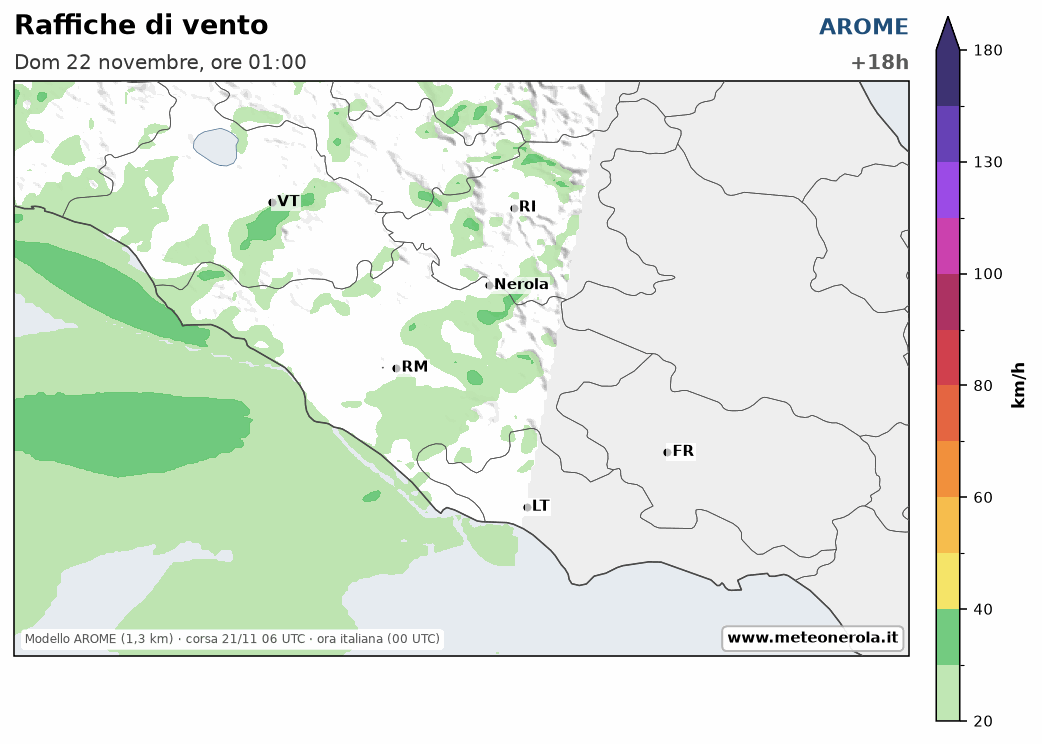 Raffiche di vento
AROME
Dom 22 novembre, ore 01:00
+18h
180
130
100
80
60
40
20
km/h
VT
RI
Nerola
RM
FR
LT
Modello AROME (1,3 km) · corsa 21/11 06 UTC · ora italiana (00 UTC)
www.meteonerola.it